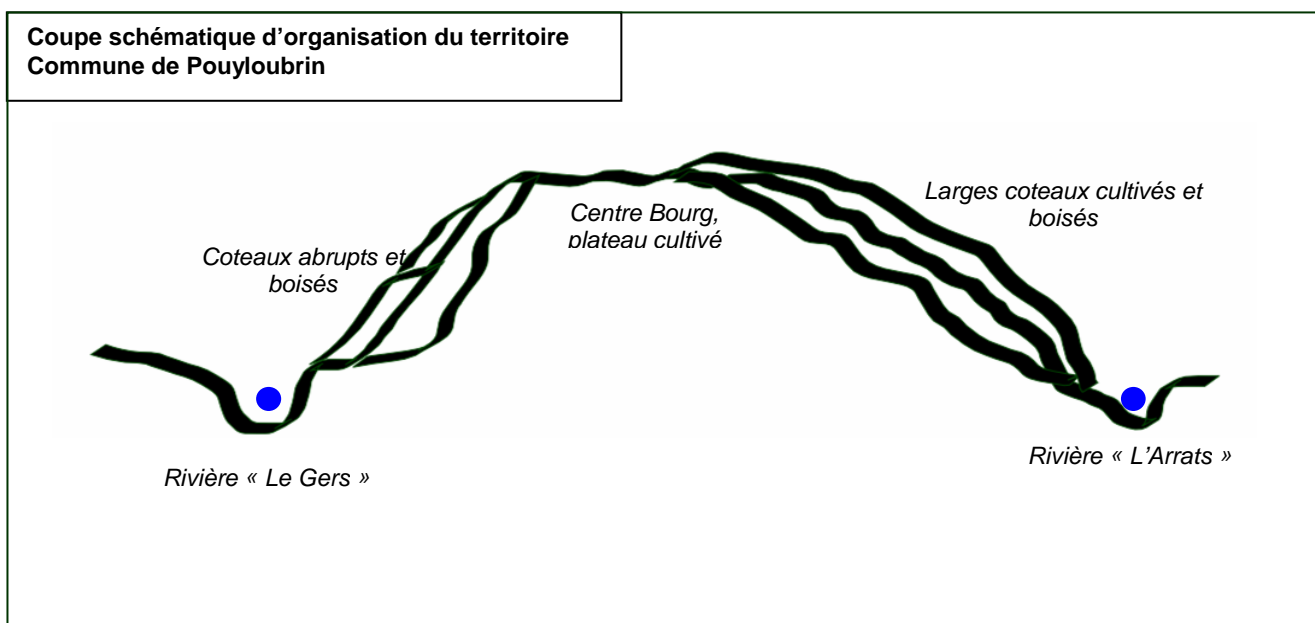 Coupe schématique d’organisation du territoire
Commune de Pouyloubrin
Larges coteaux cultivés et
boisés
Centre Bourg,
plateau cultivé
Coteaux abrupts et
boisés
Rivière « Le Gers »
Rivière « L’Arrats »